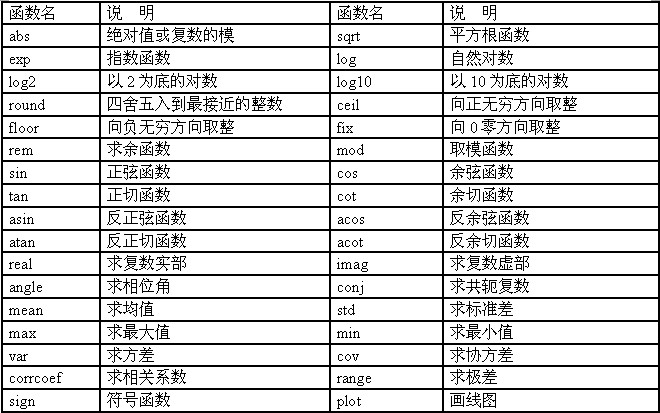 函数名 说 明 函数名 说 明
abs 绝对值或复数的模 sqrt 平方根函数
exp 指数函数 log 自然对数
log2 以2为底的对数 log10 以10为底的对数
round 四舍五入到最接近的整数 ceil 向正无穷方向取整
floor 向负无穷方向取整 fix 向0零方向取整
rem 求余函数 mod 取模函数
sin 正弦函数 cos 余弦函数
tan 正切函数 cot 余切函数
asin 反正弦函数 acos 反余弦函数
atan 反正切函数 acot 反余切函数
real 求复数实部 imag 求复数虚部
angle 求相位角 conj 求共轭复数
mean 求均值 std 求标准差
max 求最大值 min 求最小值
var 求方差 cov 求协方差
corrcoef 求相关系数 range 求极差
sign 符号函数 plot 画线图